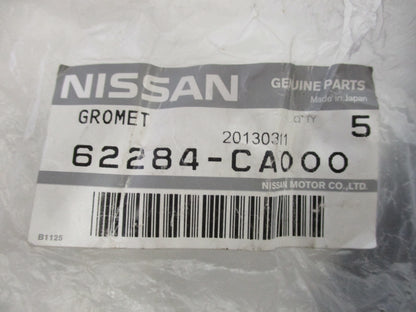 NISSAN GENUINE PARTS
Made in Japan
GROMET Q'TY 5
20130311
62284-CA000
NISSAN MOTOR CO.,LTD.
B1125